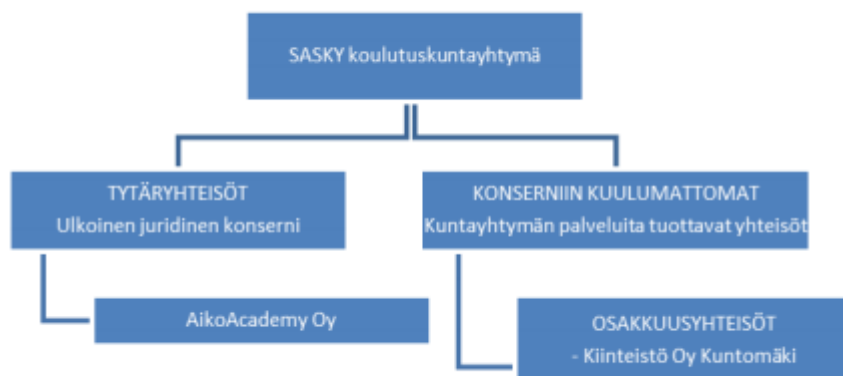 SASKY koulutuskuntayhtymä
TYTÄRYHTEISÖT
Ulkoinen juridinen konserni
KONSERNIIN KUULUMATTOMAT
Kuntayhtymän palveluita tuottavat yhteisöt
AikoAcademy Oy
OSAKKUUSYHTEISÖT
- Kiinteistö Oy Kuntomäki